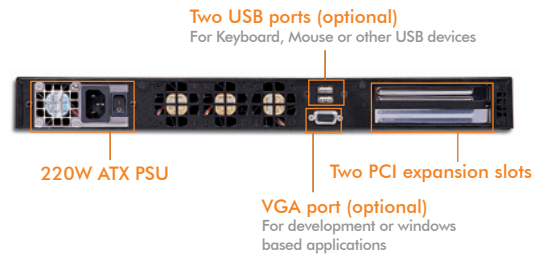 Two USB ports (optional)
For Keyboard, Mouse or other USB devices
220W ATX PSU
Two PCI expansion slots
VGA port (optional)
For development or windows
based applications